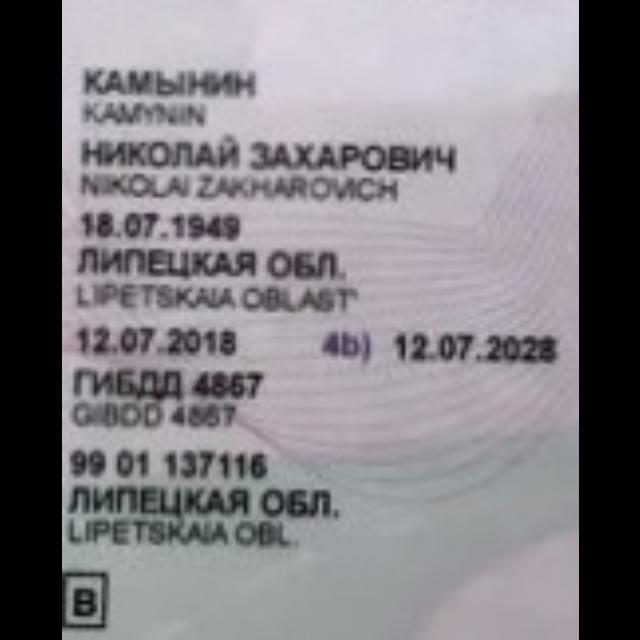 КАМЫНИН
KAMYNIN
НИКОЛАЙ ЗАХАРОВИЧ
NIKOLAI ZAKHAROVICH
18.07.1949
ЛИПЕЦКАЯ ОБЛ.
LIPETSKAIA OBLAST'
12.07.2018 4b) 12.07.2028
ГИБДД 4867
GIBDD 4867
99 01 137116
ЛИПЕЦКАЯ ОБЛ.
LIPETSKAIA OBL.
B